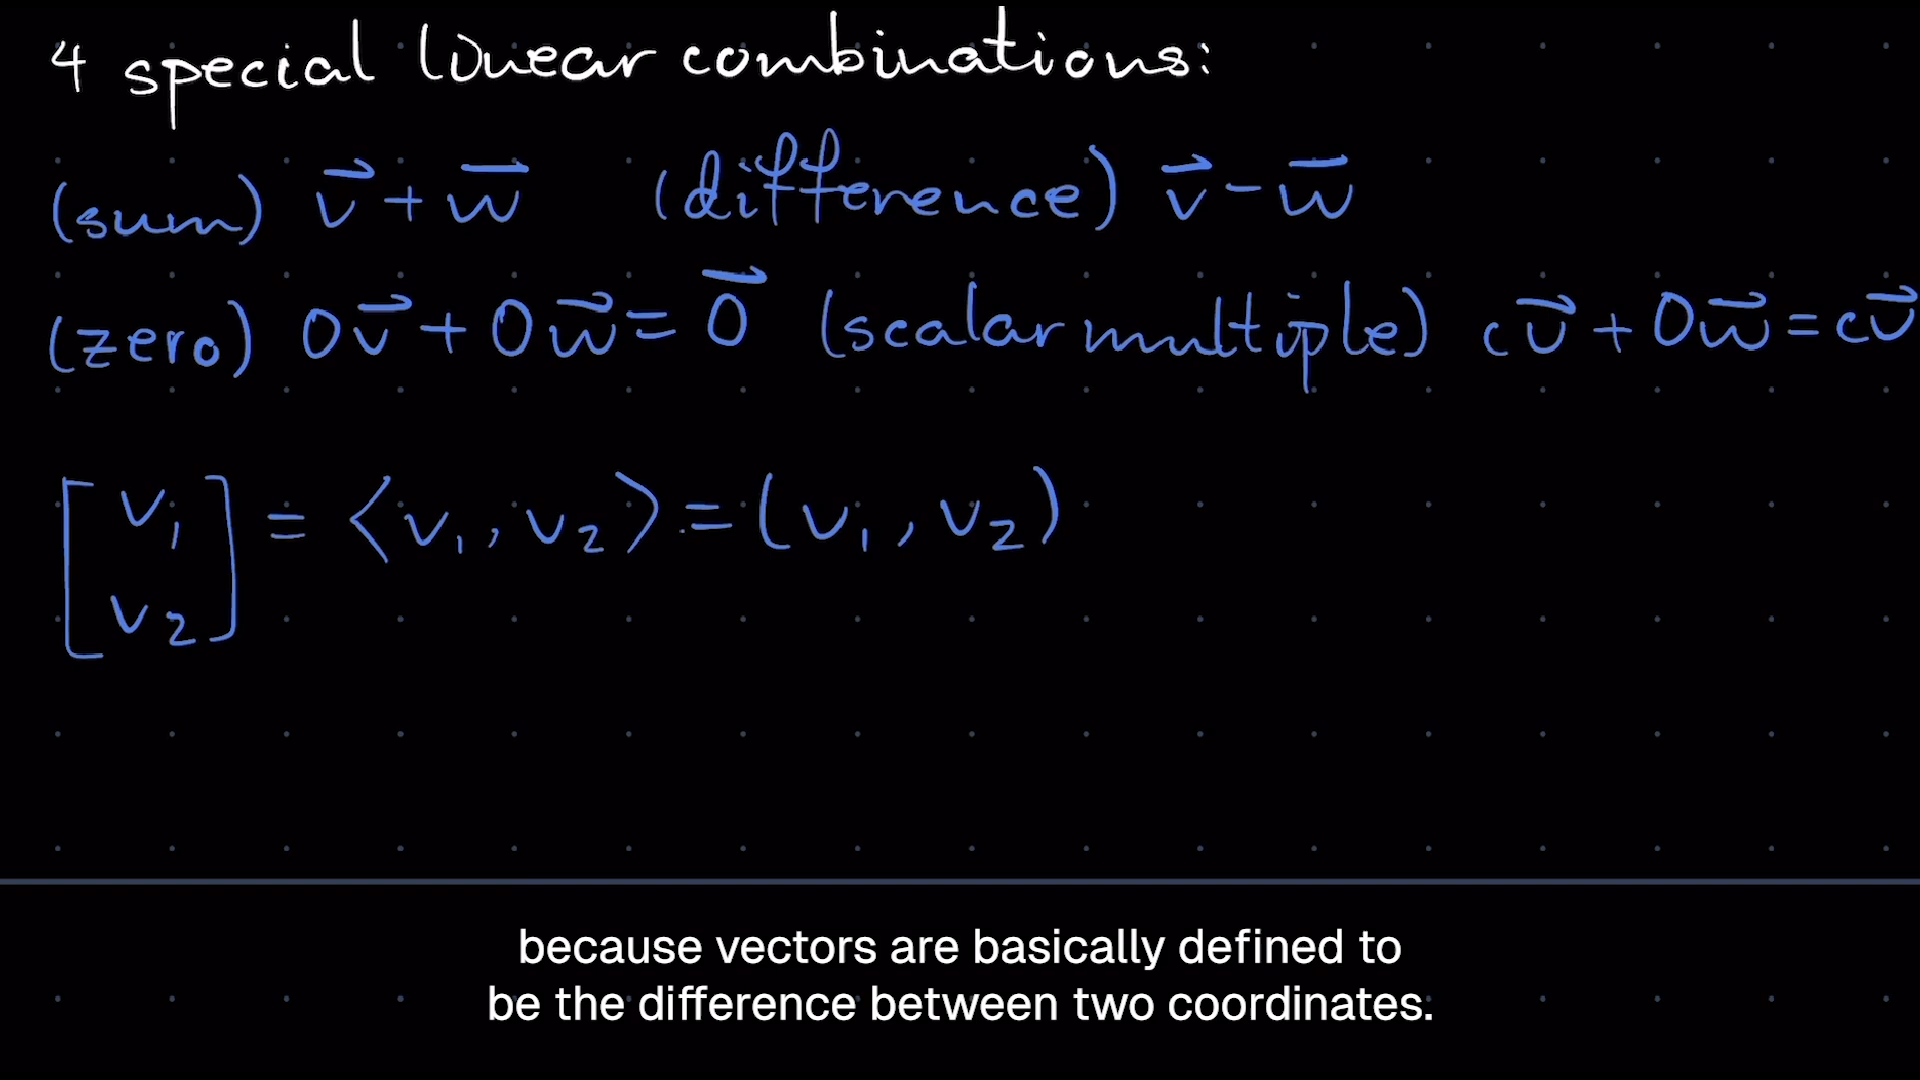 4 special linear combinations:
(sum) v⃗ + w⃗ (difference) v⃗ - w⃗
(zero) 0v⃗ + 0w⃗ = 0⃗ (scalar multiple) cv⃗ + 0w⃗ = cv⃗
[v₁ v₂] = ⟨v₁, v₂⟩ = (v₁, v₂)
because vectors are basically defined to
be the difference between two coordinates.